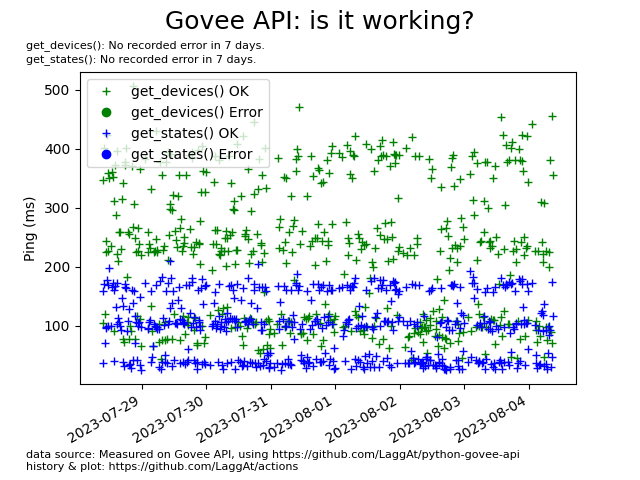 Govee API: is it working?
get_devices(): No recorded error in 7 days.
get_states(): No recorded error in 7 days.
get_devices() OK
get_devices() Error
get_states() OK
get_states() Error
500
400
300
200
100
Ping (ms)
2023-07-29
2023-07-30
2023-07-31
2023-08-01
2023-08-02
2023-08-03
2023-08-04
data source: Measured on Govee API, using https://github.com/LaggAt/python-govee-api
history & plot: https://github.com/LaggAt/actions